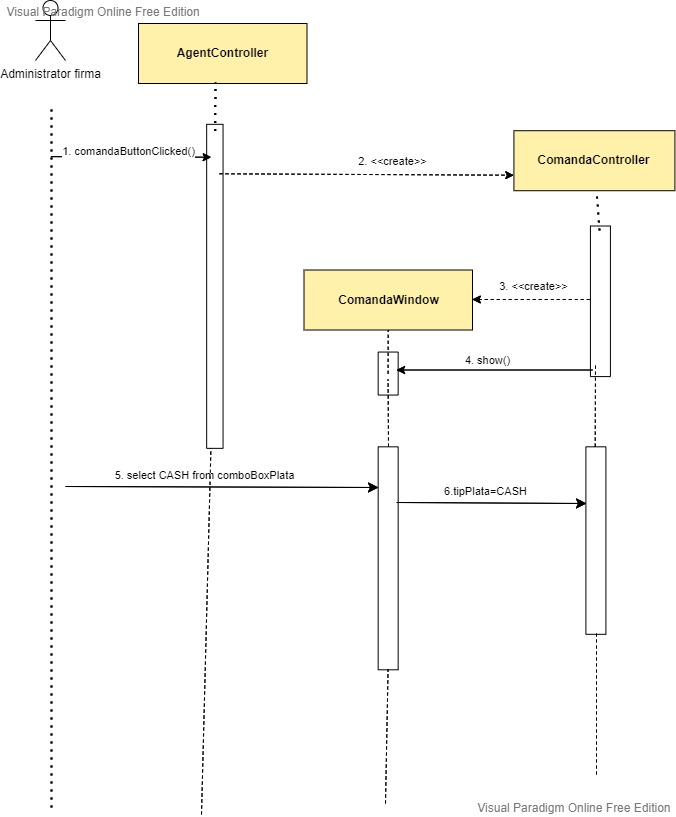 Visual Paradigm Online Free Edition
Administrator firma
AgentController
1. comandaButtonClicked()
2. <<create>>
ComandaController
3. <<create>>
ComandaWindow
4. show()
5. select CASH from comboBoxPlata
6.tipPlata=CASH
Visual Paradigm Online Free Edition